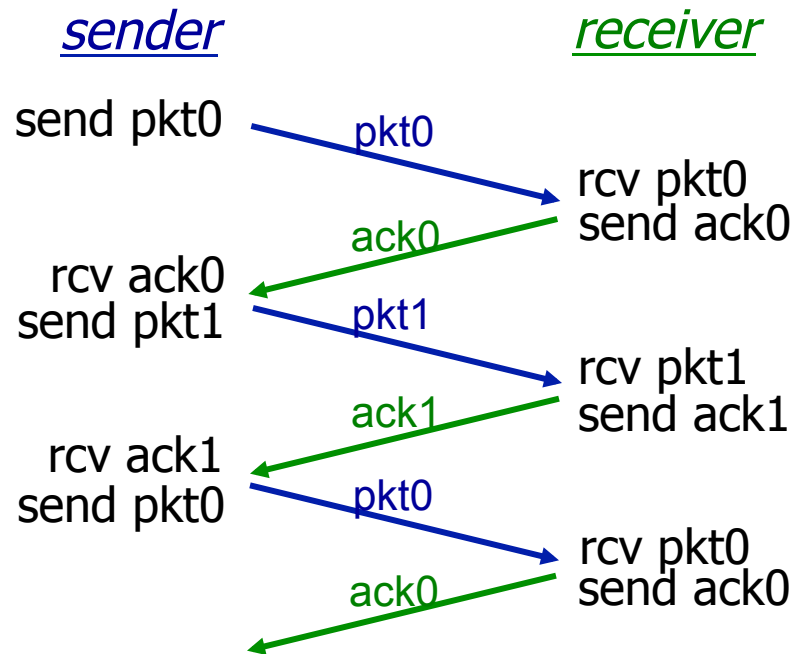 sender receiver
send pkt0
pkt0
rcv pkt0
send ack0
ack0
rcv ack0
send pkt1
pkt1
rcv pkt1
send ack1
ack1
rcv ack1
send pkt0
pkt0
rcv pkt0
send ack0
ack0